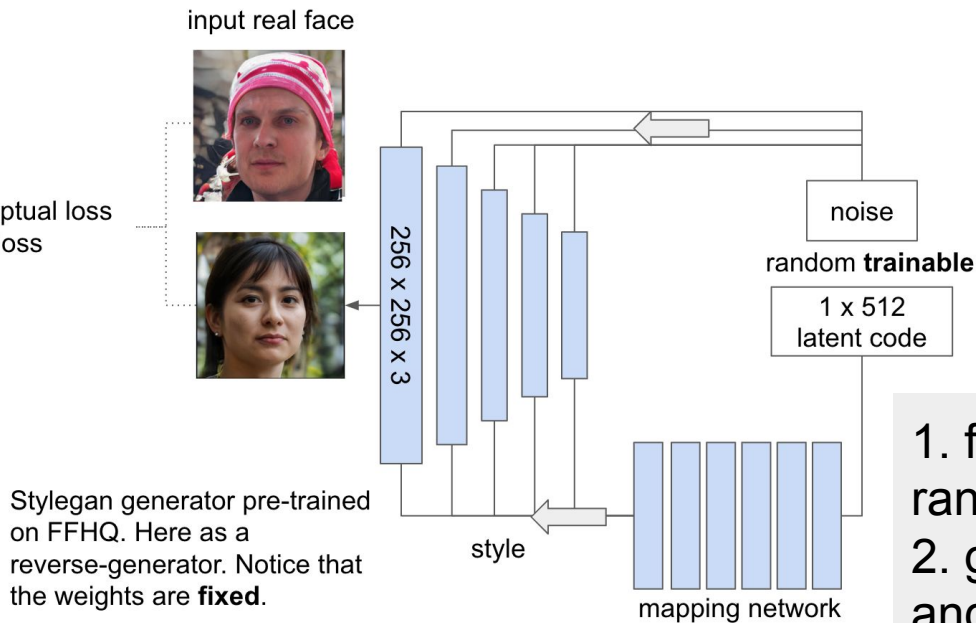 input real face
ptual loss
oss
256 x 256 x 3
noise
random trainable
1 x 512
latent code
Stylegan generator pre-trained
on FFHQ. Here as a
reverse-generator. Notice that
the weights are fixed.
style
mapping network
1. f
ran
2. g
and